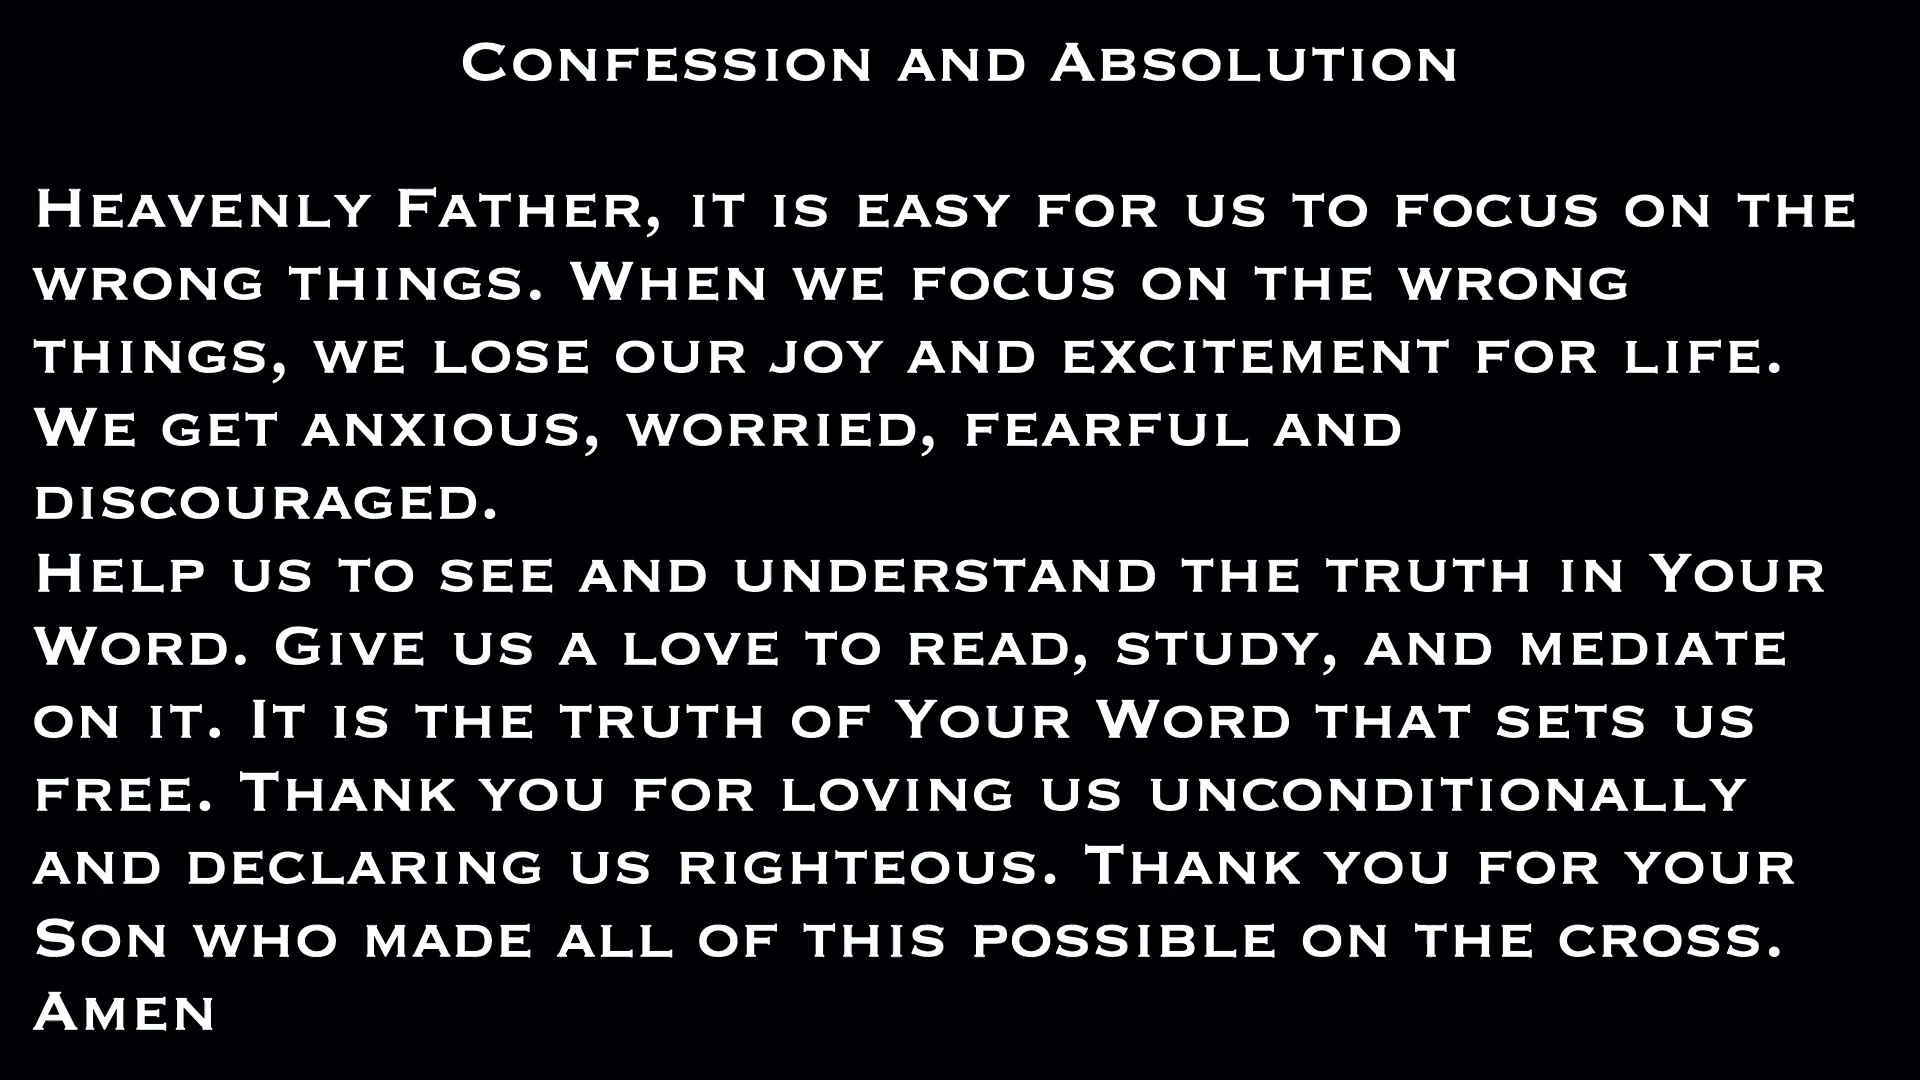 Confession and Absolution
Heavenly Father, it is easy for us to focus on the
wrong things. When we focus on the wrong
things, we lose our joy and excitement for life.
We get anxious, worried, fearful and
discouraged.
Help us to see and understand the truth in Your
Word. Give us a love to read, study, and mediate
on it. It is the truth of Your Word that sets us
free. Thank you for loving us unconditionally
and declaring us righteous. Thank you for your
Son who made all of this possible on the cross.
Amen